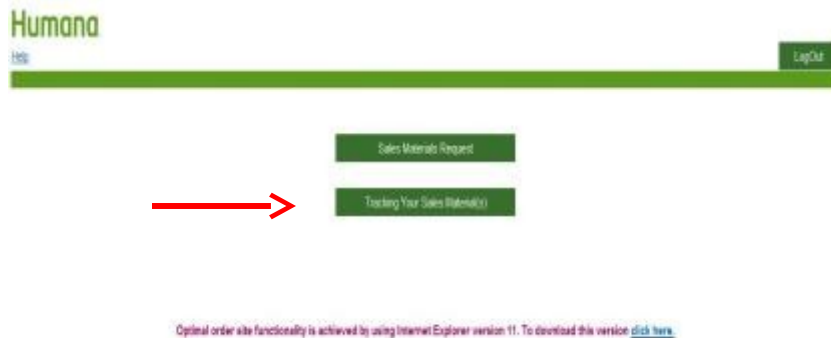 Humana
Help
LogOut
Sales Materials Request
Tracking Your Sales Material(s)
Optimal order site functionality is achieved by using Internet Explorer version 11. To download this version click here.